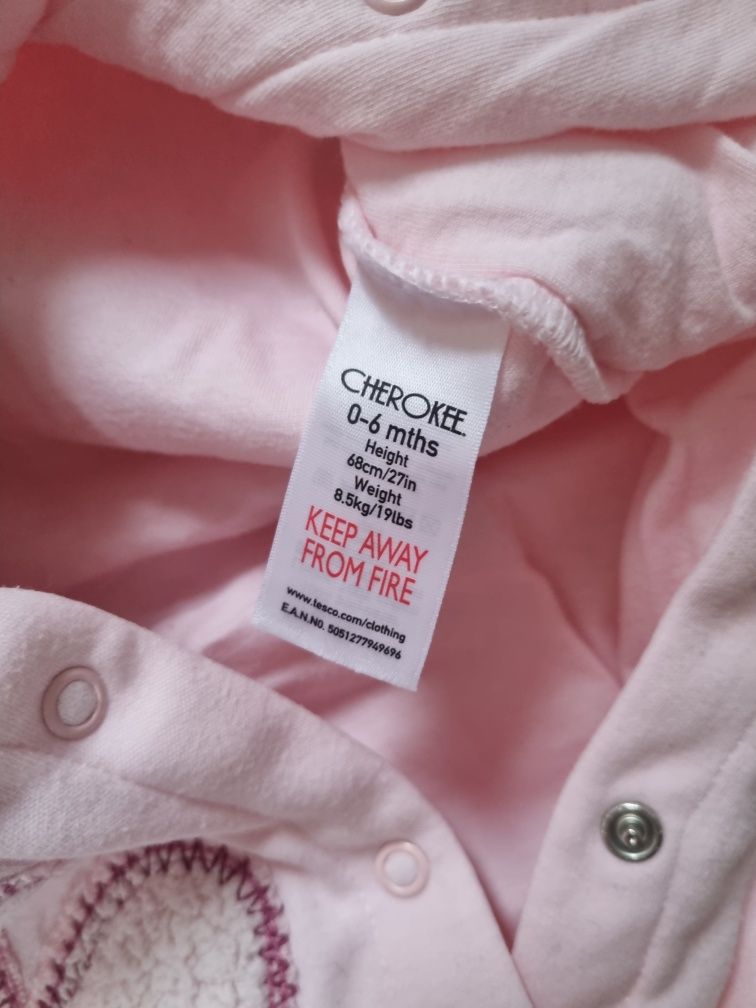 CHEROKEE.
0-6 mths
Height
68cm/27in
Weight
8.5kg/19lbs
KEEP AWAY
FROM FIRE
www.tesco.com/clothing
E.A.N.NO. 5051277949696